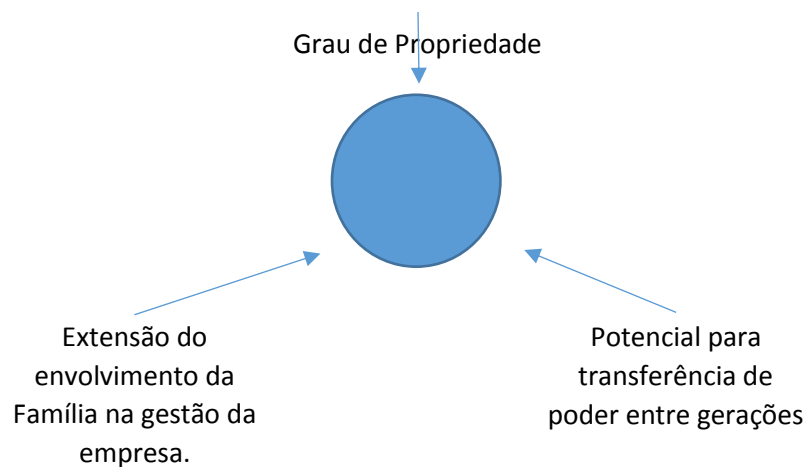 Grau de Propriedade
Extensão do
envolvimento da
Família na gestão da
empresa.
Potencial para
transferência de
poder entre gerações